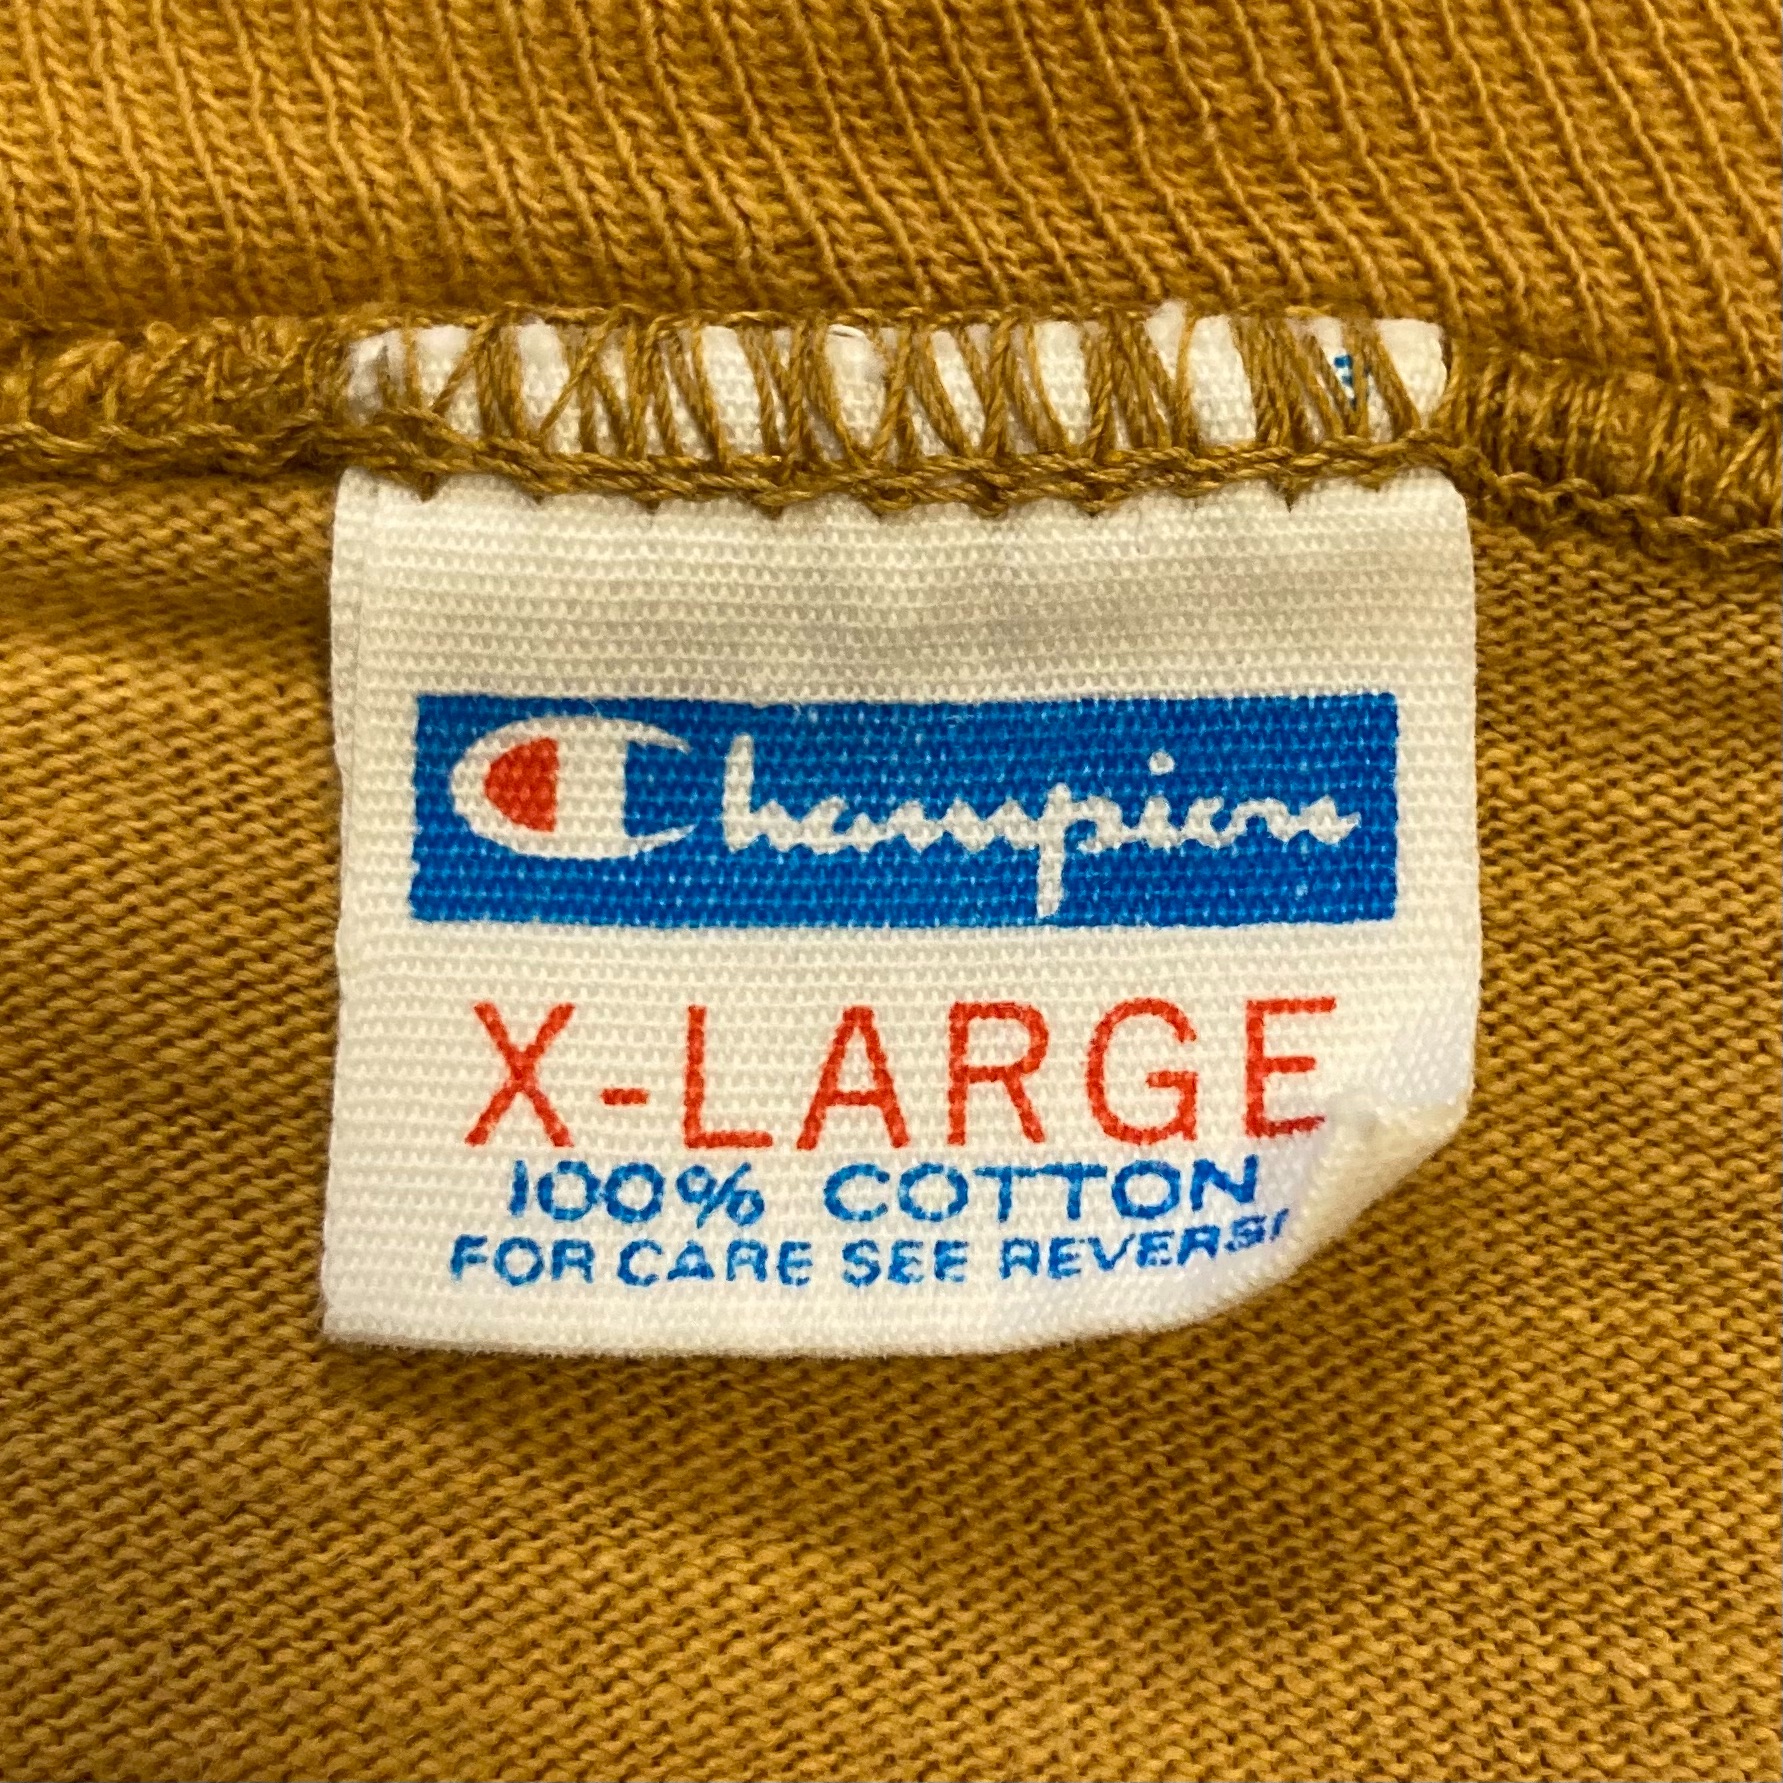 Champion
X-LARGE
100% COTTON
FOR CARE SEE REVERS